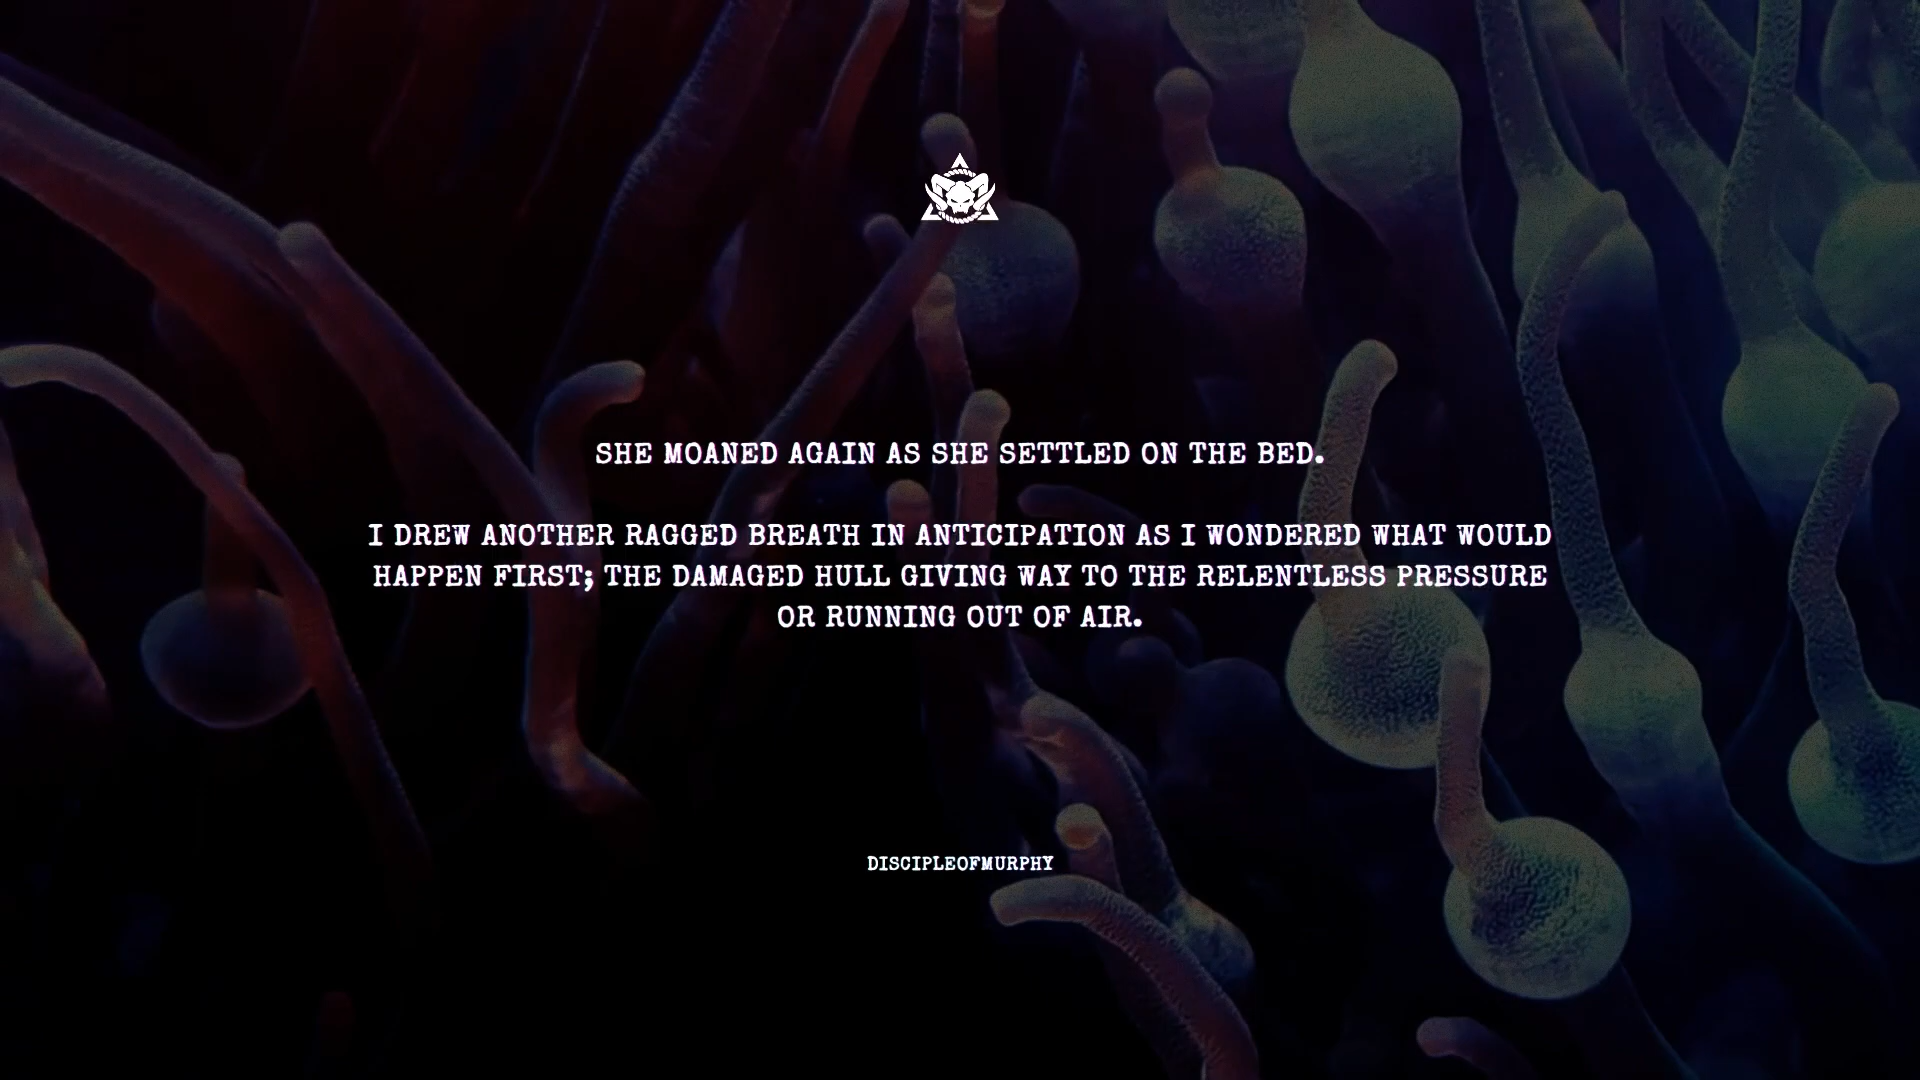 SHE MOANED AGAIN AS SHE SETTLED ON THE BED.
I DREW ANOTHER RAGGED BREATH IN ANTICIPATION AS I WONDERED WHAT WOULD
HAPPEN FIRST; THE DAMAGED HULL GIVING WAY TO THE RELENTLESS PRESSURE
OR RUNNING OUT OF AIR.
DISCIPLEOFMURPHY